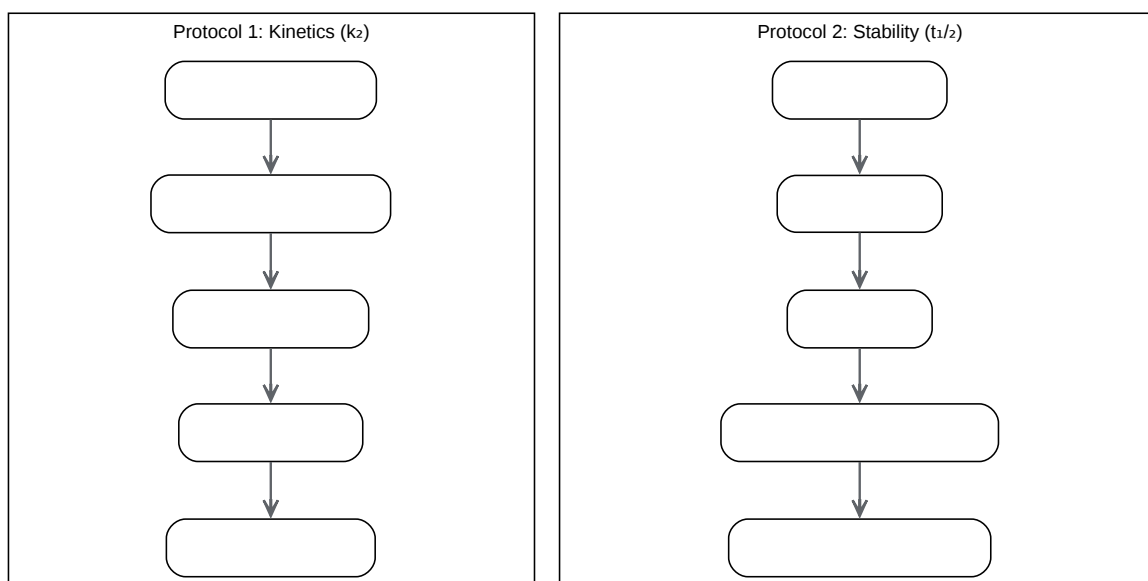 Protocol 1: Kinetics (k₂)
Protocol 2: Stability (t₁/₂)